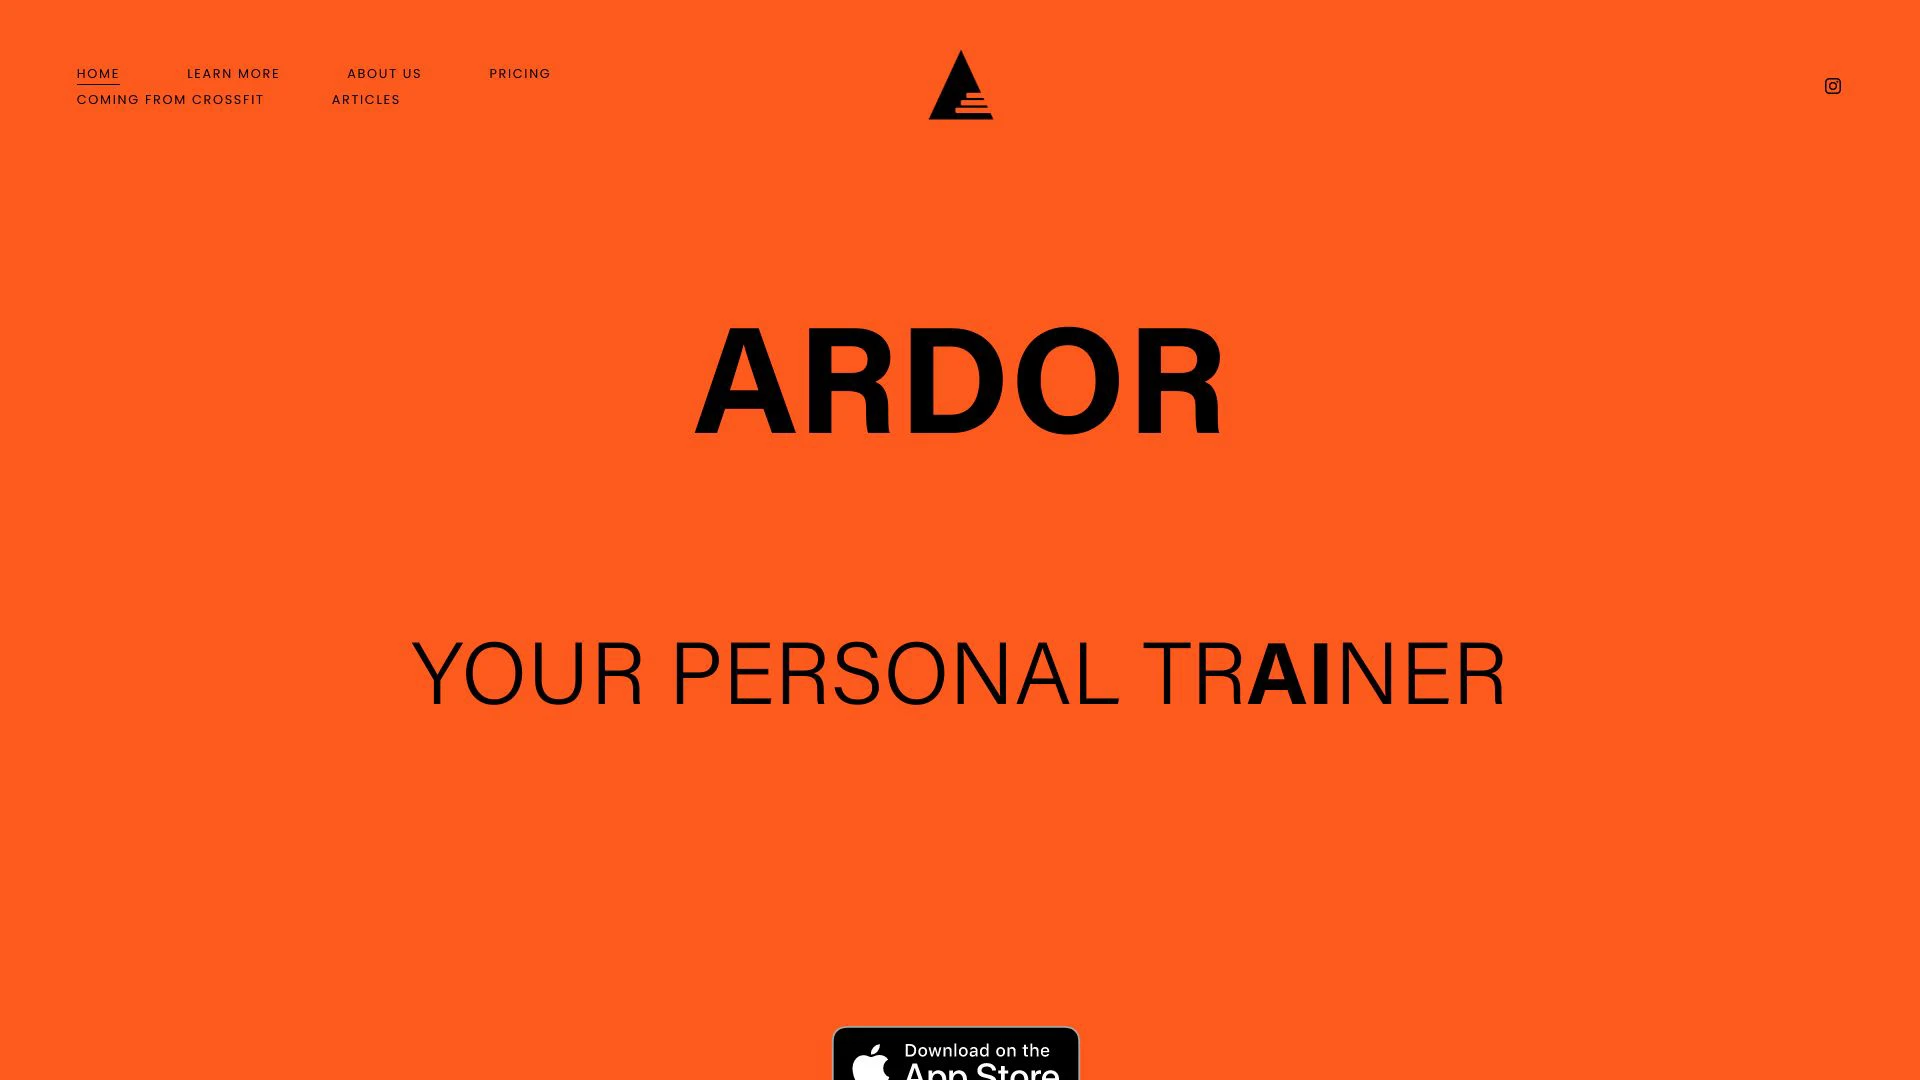 HOME LEARN MORE ABOUT US PRICING
COMING FROM CROSSFIT ARTICLES
ARDOR
YOUR PERSONAL TRAINER
Download on the
App Store